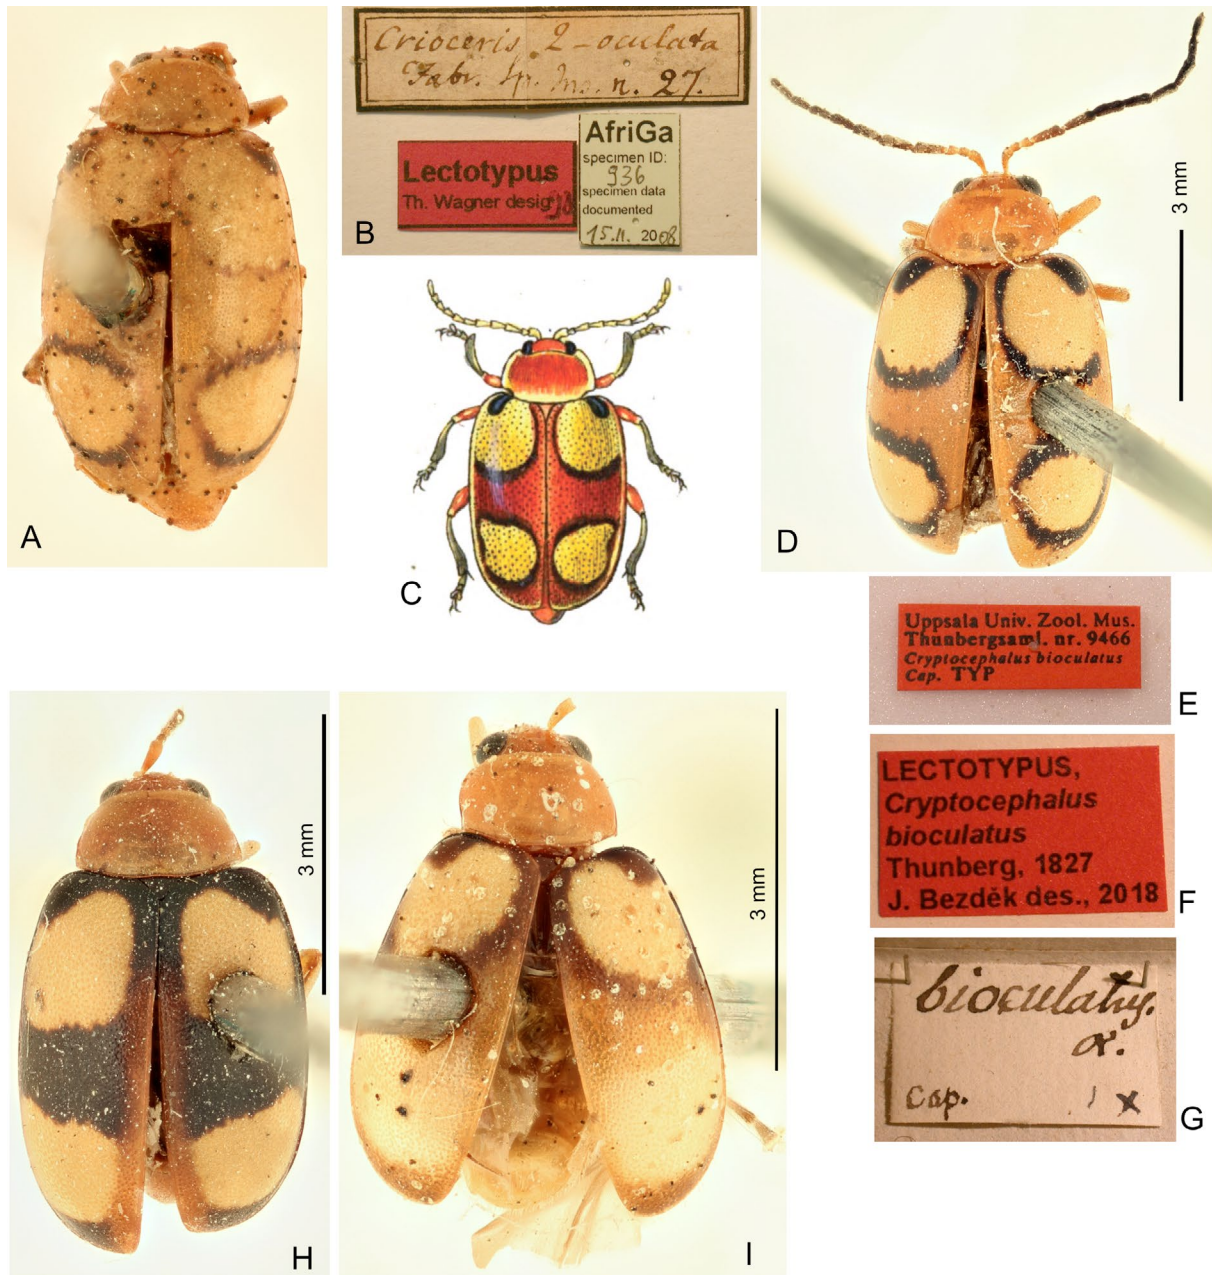 A
Crioceris 2-oculata
Fabr. Sp. Ins. n. 27.
Lectotypus
Th. Wagner desig 98
AfriGa
specimen ID:
936
specimen data
documented
15.11. 2008
B
C
D
3 mm
Uppsala Univ. Zool. Mus.
Thunbergsaml. nr. 9466
Cryptocephalus bioculatus
Cap. TYP
E
LECTOTYPUS,
Cryptocephalus
bioculatus
Thunberg, 1827
J. Bezděk des., 2018
F
bioculatus.
α.
Cap. 1 x
G
3 mm
H
3 mm
I